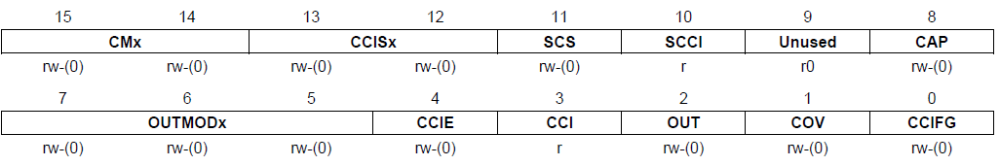 15 14 13 12 11 10 9 8
CMx CCISx SCS SCCI Unused CAP
rw-(0) rw-(0) rw-(0) rw-(0) rw-(0) r r0 rw-(0)
7 6 5 4 3 2 1 0
OUTMODx CCIE CCI OUT COV CCIFG
rw-(0) rw-(0) rw-(0) rw-(0) r rw-(0) rw-(0) rw-(0)